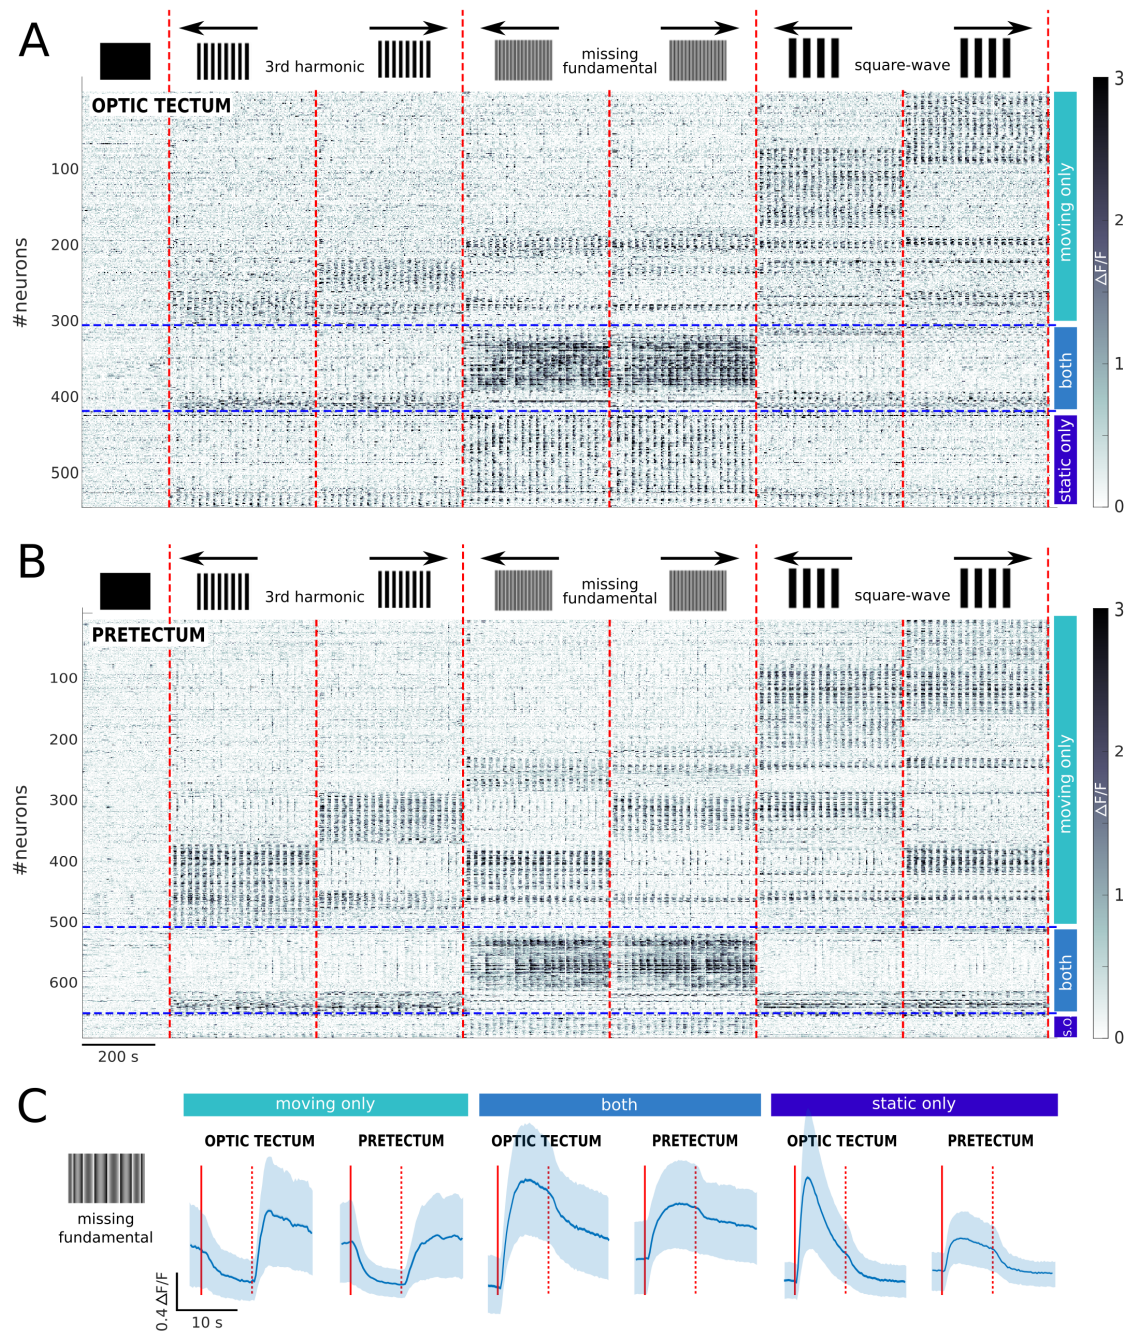 A
3rd harmonic
missing
fundamental
square-wave
OPTIC TECTUM
#neurons
100
200
300
400
500
moving only
both
static only
3
2
1
0
ΔF/F
B
3rd harmonic
missing
fundamental
square-wave
PRETECTUM
#neurons
100
200
300
400
500
600
moving only
both
s.o.
3
2
1
0
ΔF/F
200 s
C
moving only
both
static only
OPTIC TECTUM
PRETECTUM
OPTIC TECTUM
PRETECTUM
OPTIC TECTUM
PRETECTUM
missing
fundamental
0.4 ΔF/F
10 s